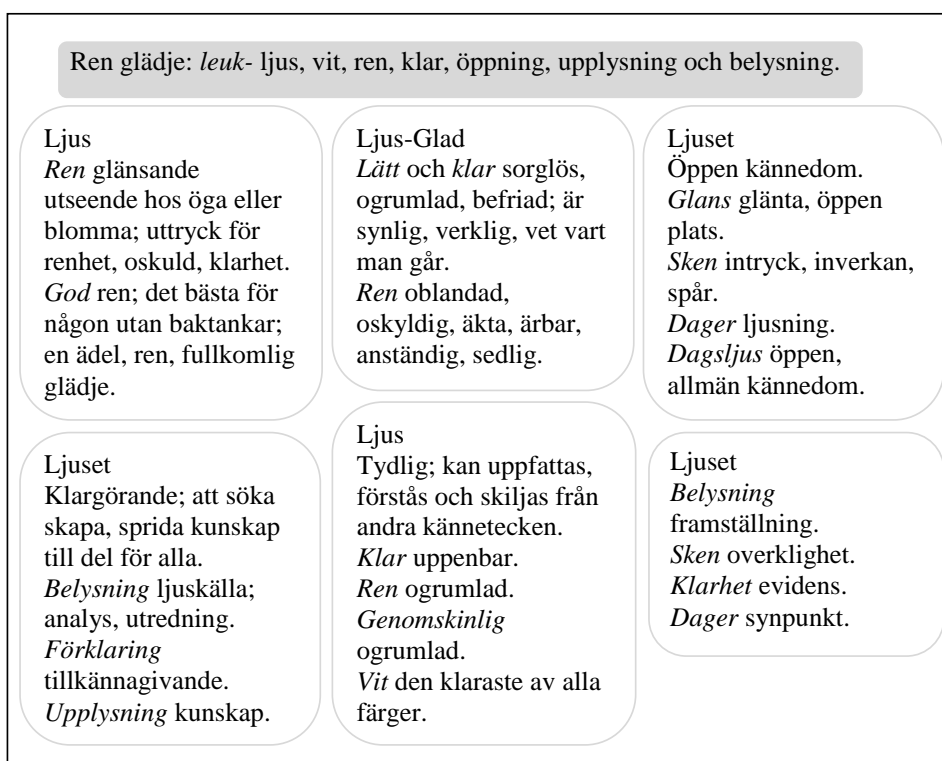 Ren glädje: leuk- ljus, vit, ren, klar, öppning, upplysning och belysning.
Ljus
Ren glänsande
utseende hos öga eller
blomma; uttryck för
renhet, oskuld, klarhet.
God ren; det bästa för
någon utan baktankar;
en ädel, ren, fullkomlig
glädje.
Ljus-Glad
Lätt och klar sorglös,
ogrumlad, befriad; är
synlig, verklig, vet vart
man går.
Ren oblandad,
oskyldig, äkta, ärbar,
anständig, sedlig.
Ljuset
Öppen kännedom.
Glans glänta, öppen
plats.
Sken intryck, inverkan,
spår.
Dager ljusning.
Dagsljus öppen,
allmän kännedom.
Ljuset
Klargörande; att söka
skapa, sprida kunskap
till del för alla.
Belysning ljuskälla;
analys, utredning.
Förklaring
tillkännagivande.
Upplysning kunskap.
Ljus
Tydlig; kan uppfattas,
förstås och skiljas från
andra kännetecken.
Klar uppenbar.
Ren ogrumlad.
Genomskinlig
ogrumlad.
Vit den klaraste av alla
färger.
Ljuset
Belysning
framställning.
Sken overklighet.
Klarhet evidens.
Dager synpunkt.